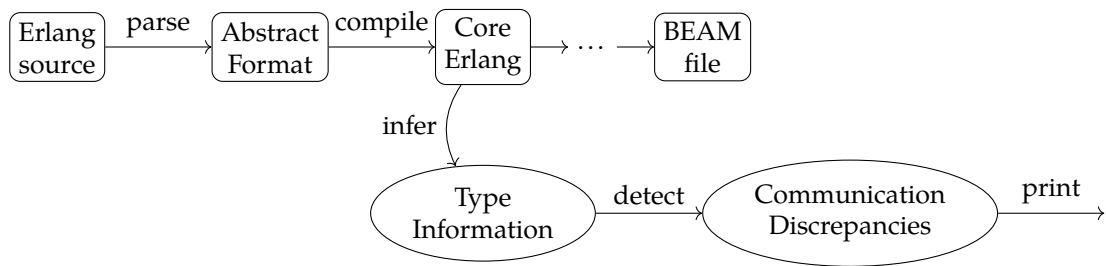 Erlang
source
parse
Abstract
Format
compile
Core
Erlang
...
BEAM
file
infer
Type
Information
detect
Communication
Discrepancies
print